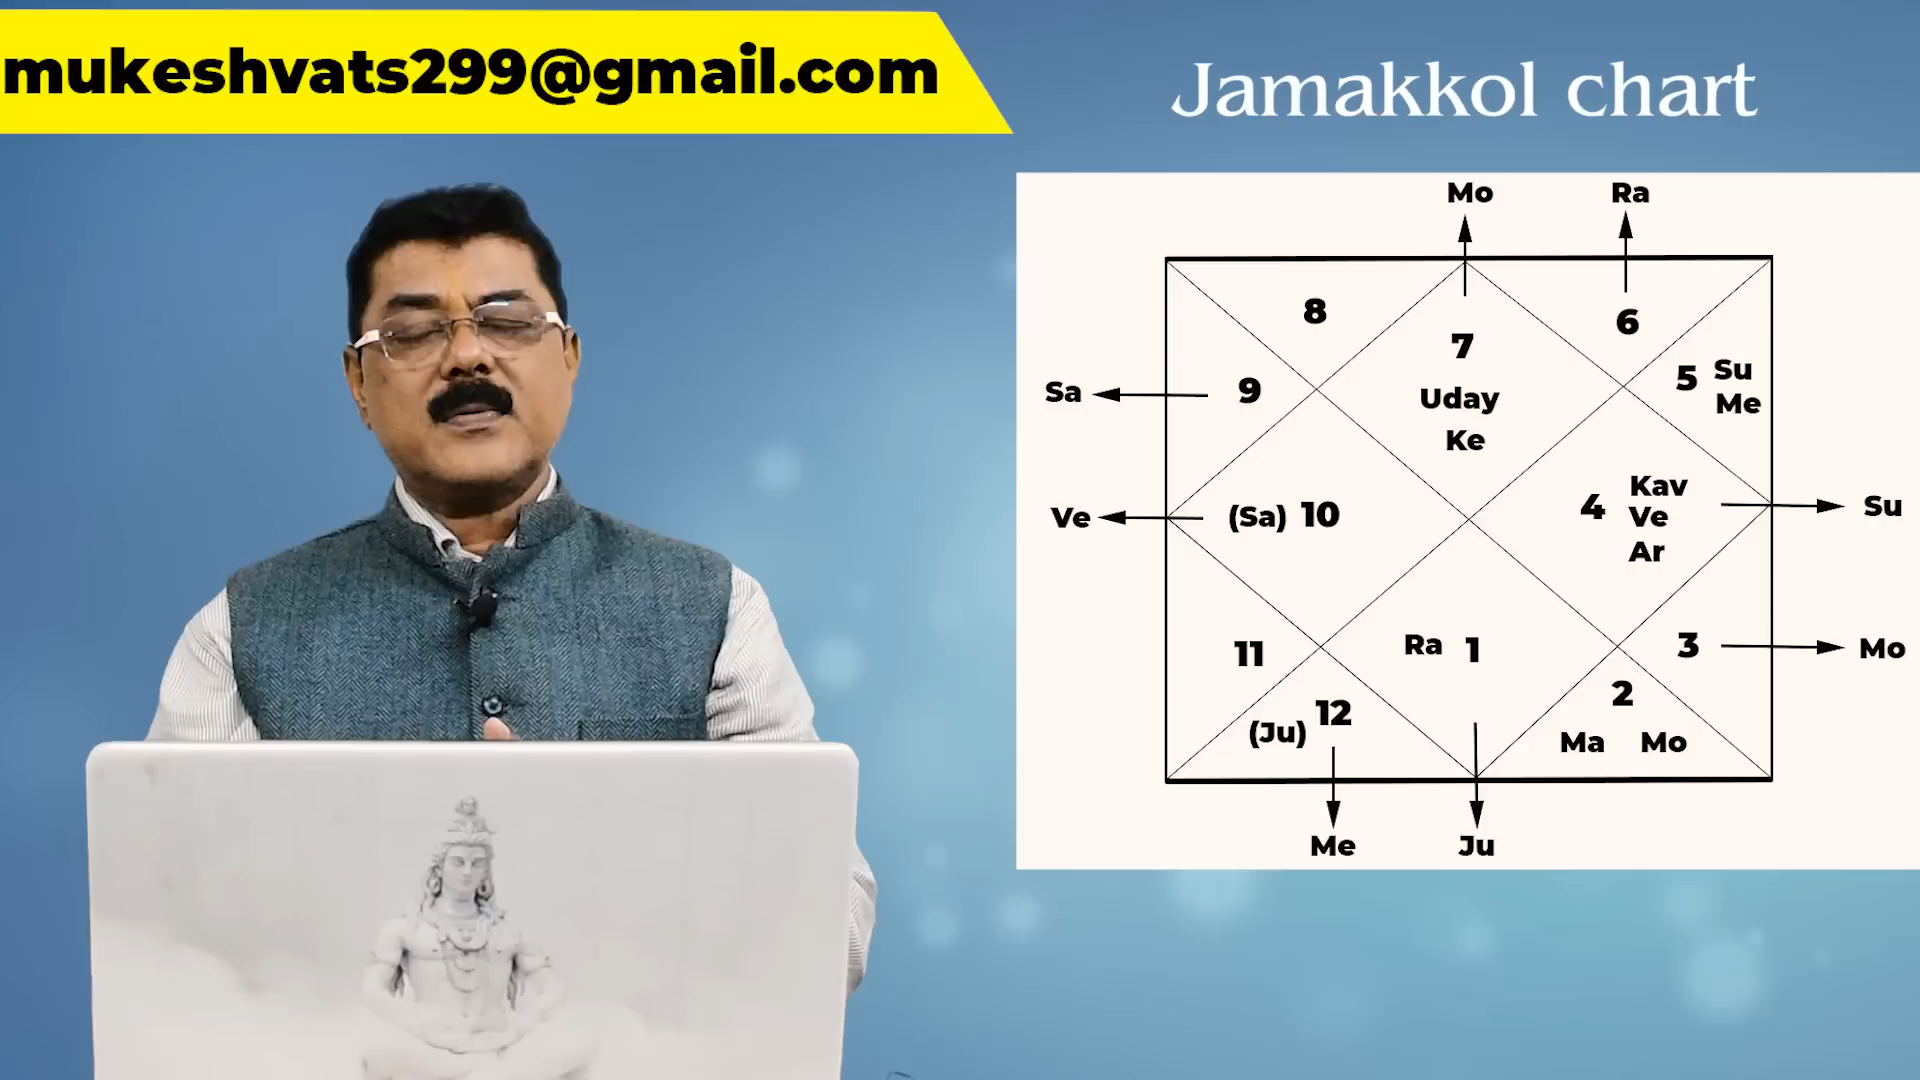 mukeshvats299@gmail.com
Jamakkol chart
Mo
Ra
8
6
7
5 Su
Me
Sa
9
Uday
Ke
Kav
4
Ve
Ar
Su
Ve
(Sa) 10
11
Ra 1
3
Mo
2
Ma Mo
12
(Ju)
Me
Ju